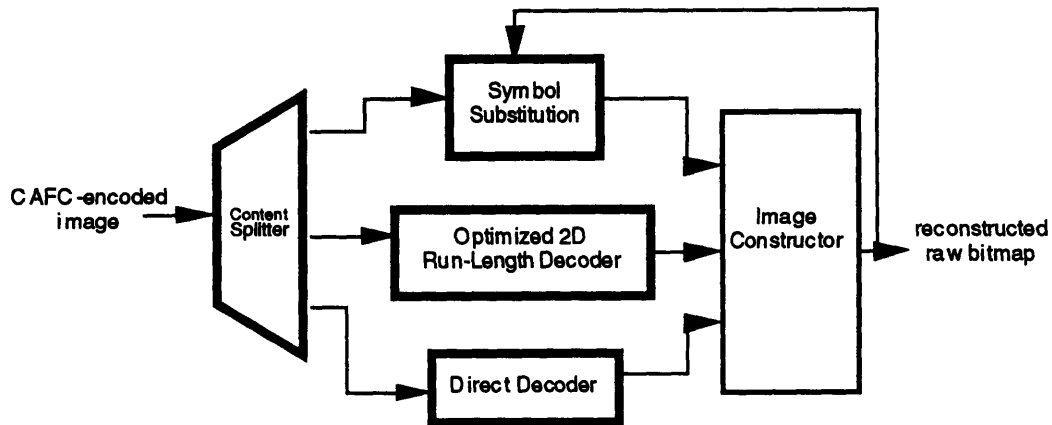 Symbol
Substitution
CAFC-encoded
image
Content
Splitter
Optimized 2D
Run-Length Decoder
Image
Constructor
reconstructed
raw bitmap
Direct Decoder